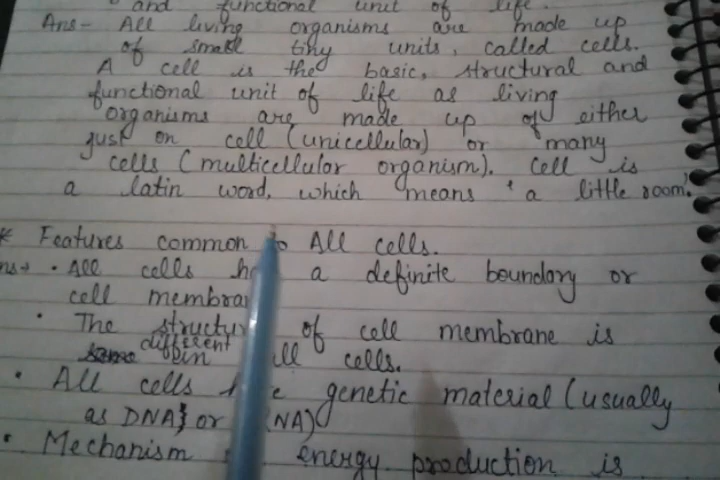 and functional unit of life.
Ans- All living organisms are made up
of small tiny units, called cells.
A cell is the basic, structural and
functional unit of life as living
organisms are made up of either
just on cell (unicellular) or many
cells (multicellular organism). Cell is
a latin word, which means 'a little room'.
* Features common to All cells.
Ans → • All cells a definite boundary or
cell
• The of cell membrane is
different in cells.
• All cells genetic material (usually
as DNA) or
• Mechanism energy production is